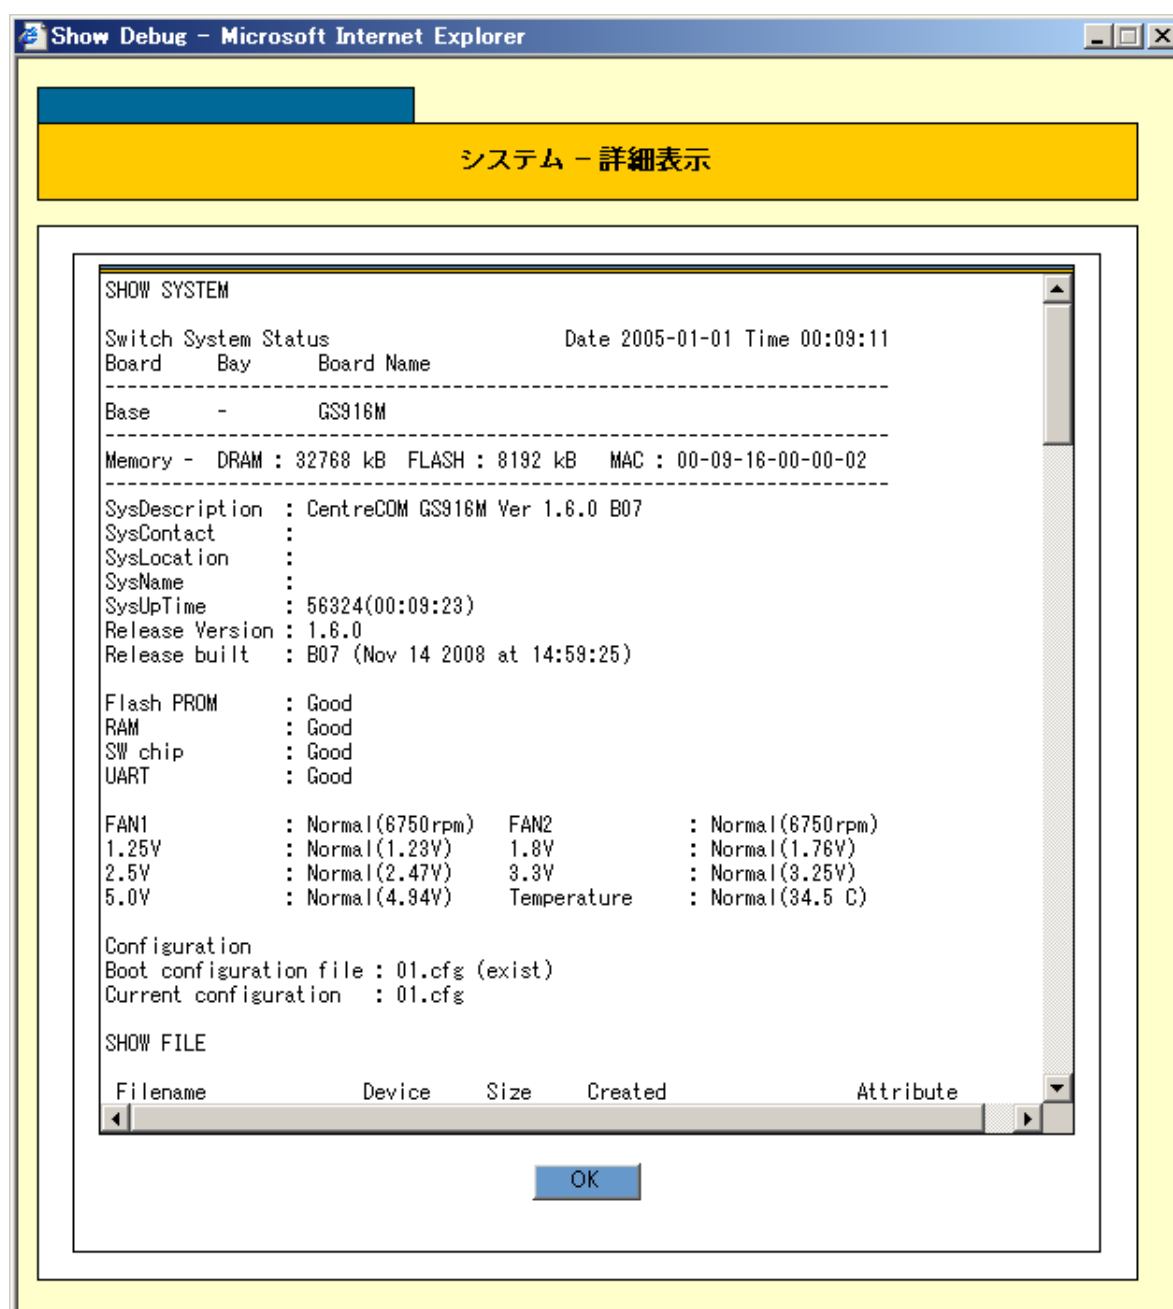 Show Debug - Microsoft Internet Explorer
システム － 詳細表示
SHOW SYSTEM
Switch System Status                     Date 2005-01-01 Time 00:09:11
Board     Bay      Board Name
----------------------------------------------------------------------
Base      -        GS916M
----------------------------------------------------------------------
Memory -  DRAM : 32768 kB  FLASH : 8192 kB   MAC : 00-09-16-00-00-02
----------------------------------------------------------------------
SysDescription  : CentreCOM GS916M Ver 1.6.0 B07
SysContact      :
SysLocation     :
SysName         :
SysUpTime       : 56324(00:09:23)
Release Version : 1.6.0
Release built   : B07 (Nov 14 2008 at 14:59:25)
Flash PROM      : Good
RAM             : Good
SW chip         : Good
UART            : Good
FAN1            : Normal(6750rpm)   FAN2            : Normal(6750rpm)
1.25V           : Normal(1.23V)     1.8V            : Normal(1.76V)
2.5V            : Normal(2.47V)     3.3V            : Normal(3.25V)
5.0V            : Normal(4.94V)     Temperature     : Normal(34.5 C)
Configuration
Boot configuration file : 01.cfg (exist)
Current configuration   : 01.cfg
SHOW FILE
Filename              Device     Size     Created                 Attribute
OK